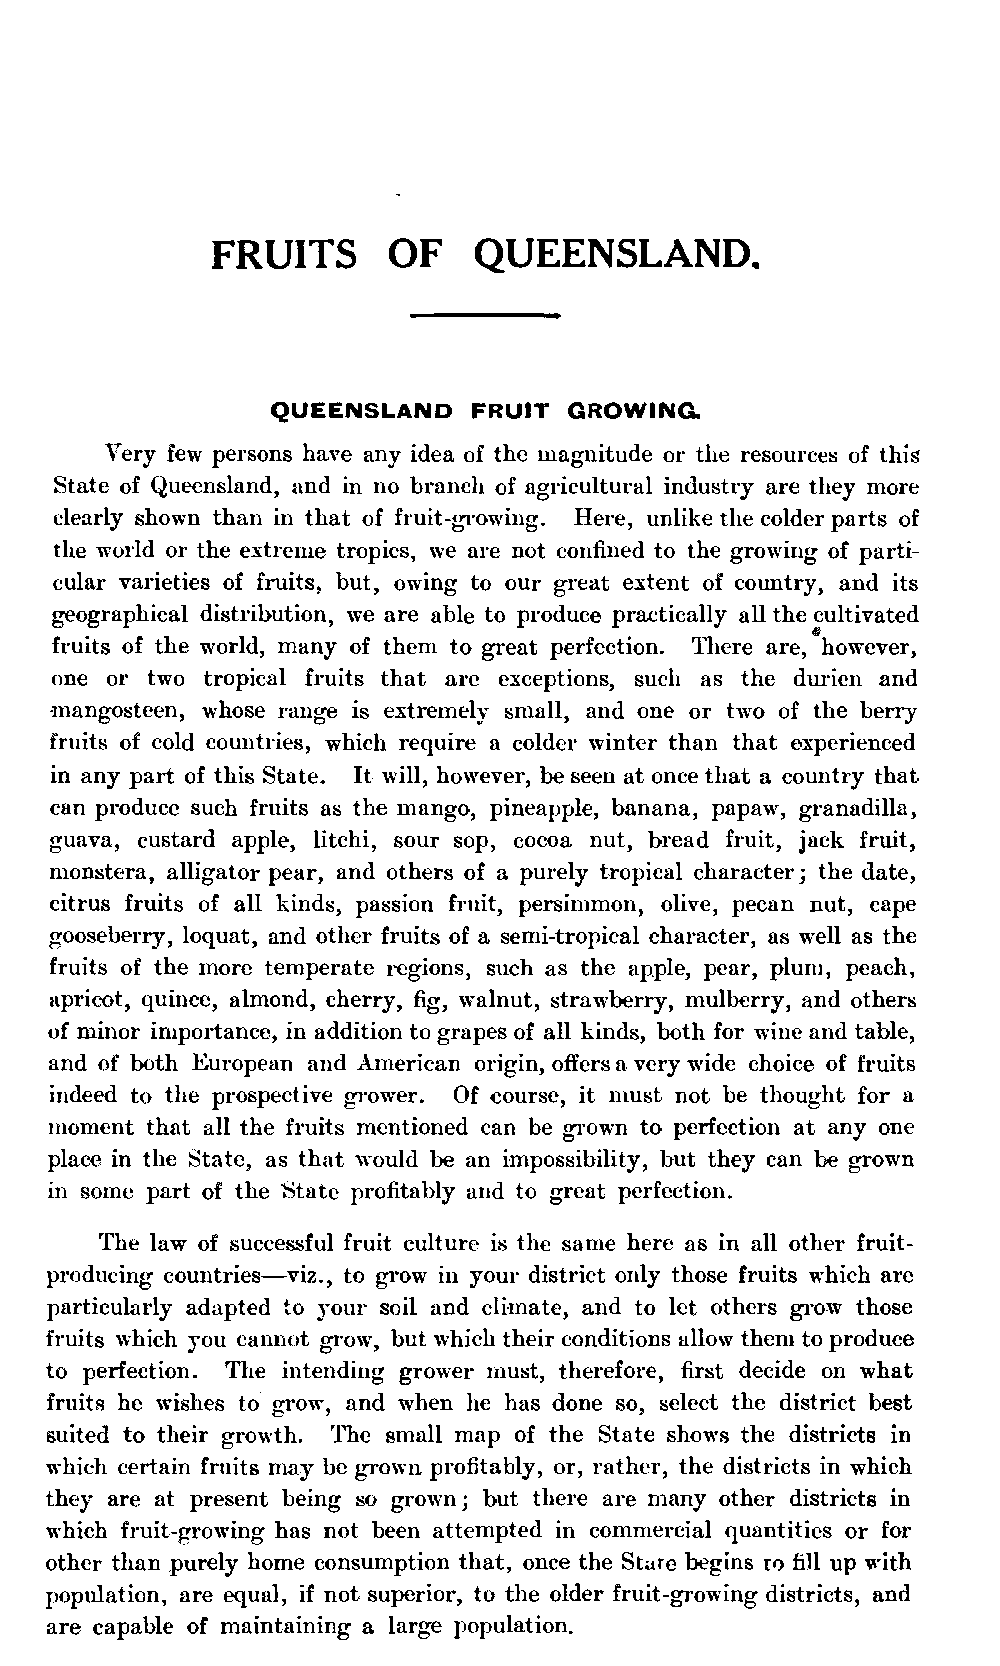 FRUITS OF QUEENSLAND.
QUEENSLAND FRUIT GROWING.
Very few persons have any idea of the magnitude or the resources of this
State of Queensland, and in no branch of agricultural industry are they more
clearly shown than in that of fruit-growing. Here, unlike the colder parts of
the world or the extreme tropics, we are not confined to the growing of parti-
cular varieties of fruits, but, owing to our great extent of country, and its
geographical distribution, we are able to produce practically all the cultivated
fruits of the world, many of them to great perfection. There are, however,
one or two tropical fruits that are exceptions, such as the durien and
mangosteen, whose range is extremely small, and one or two of the berry
fruits of cold countries, which require a colder winter than that experienced
in any part of this State. It will, however, be seen at once that a country that
can produce such fruits as the mango, pineapple, banana, papaw, granadilla,
guava, custard apple, litchi, sour sop, cocoa nut, bread fruit, jack fruit,
monstera, alligator pear, and others of a purely tropical character; the date,
citrus fruits of all kinds, passion fruit, persimmon, olive, pecan nut, cape
gooseberry, loquat, and other fruits of a semi-tropical character, as well as the
fruits of the more temperate regions, such as the apple, pear, plum, peach,
apricot, quince, almond, cherry, fig, walnut, strawberry, mulberry, and others
of minor importance, in addition to grapes of all kinds, both for wine and table,
and of both European and American origin, offers a very wide choice of fruits
indeed to the prospective grower. Of course, it must not be thought for a
moment that all the fruits mentioned can be grown to perfection at any one
place in the State, as that would be an impossibility, but they can be grown
in some part of the State profitably and to great perfection.
The law of successful fruit culture is the same here as in all other fruit-
producing countries—viz., to grow in your district only those fruits which are
particularly adapted to your soil and climate, and to let others grow those
fruits which you cannot grow, but which their conditions allow them to produce
to perfection. The intending grower must, therefore, first decide on what
fruits he wishes to grow, and when he has done so, select the district best
suited to their growth. The small map of the State shows the districts in
which certain fruits may be grown profitably, or, rather, the districts in which
they are at present being so grown; but there are many other districts in
which fruit-growing has not been attempted in commercial quantities or for
other than purely home consumption that, once the State begins to fill up with
population, are equal, if not superior, to the older fruit-growing districts, and
are capable of maintaining a large population.